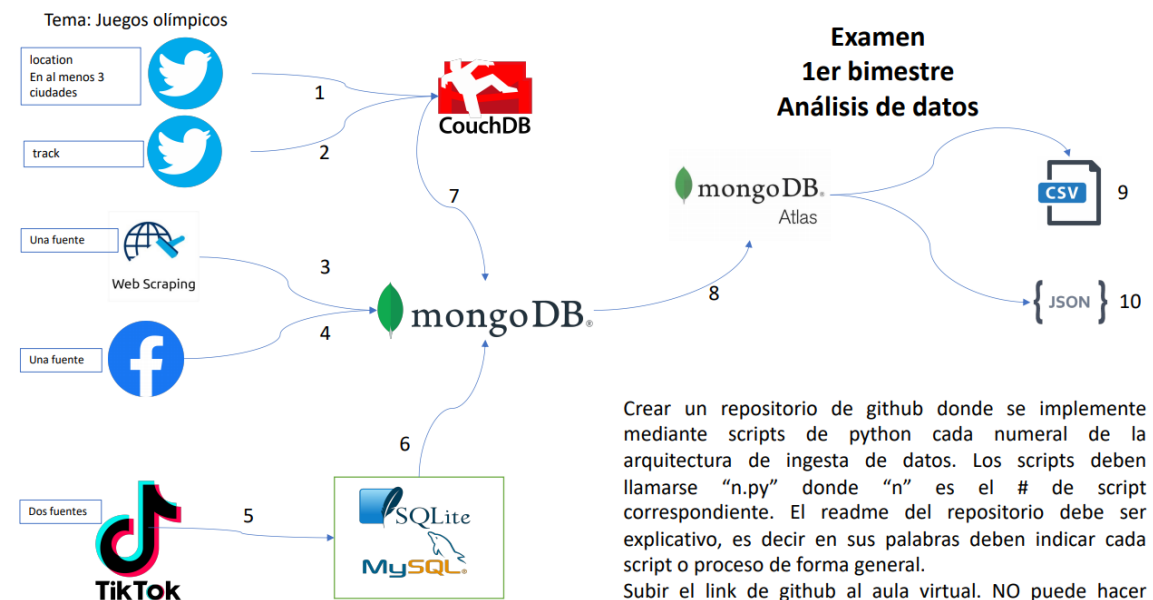 Tema: Juegos olímpicos
location
En al menos 3
ciudades
1
CouchDB
track
2
7
Una fuente
Web Scraping
3
mongoDB.
4
Una fuente
6
Dos fuentes
TikTok
5
SQLite
MySQL.
8
Examen
1er bimestre
Análisis de datos
mongoDB.
Atlas
CSV
9
{ JSON }
10
Crear un repositorio de github donde se implemente
mediante scripts de python cada numeral de la
arquitectura de ingesta de datos. Los scripts deben
llamarse “n.py” donde “n” es el # de script
correspondiente. El readme del repositorio debe ser
explicativo, es decir en sus palabras deben indicar cada
script o proceso de forma general.
Subir el link de github al aula virtual. NO puede hacer